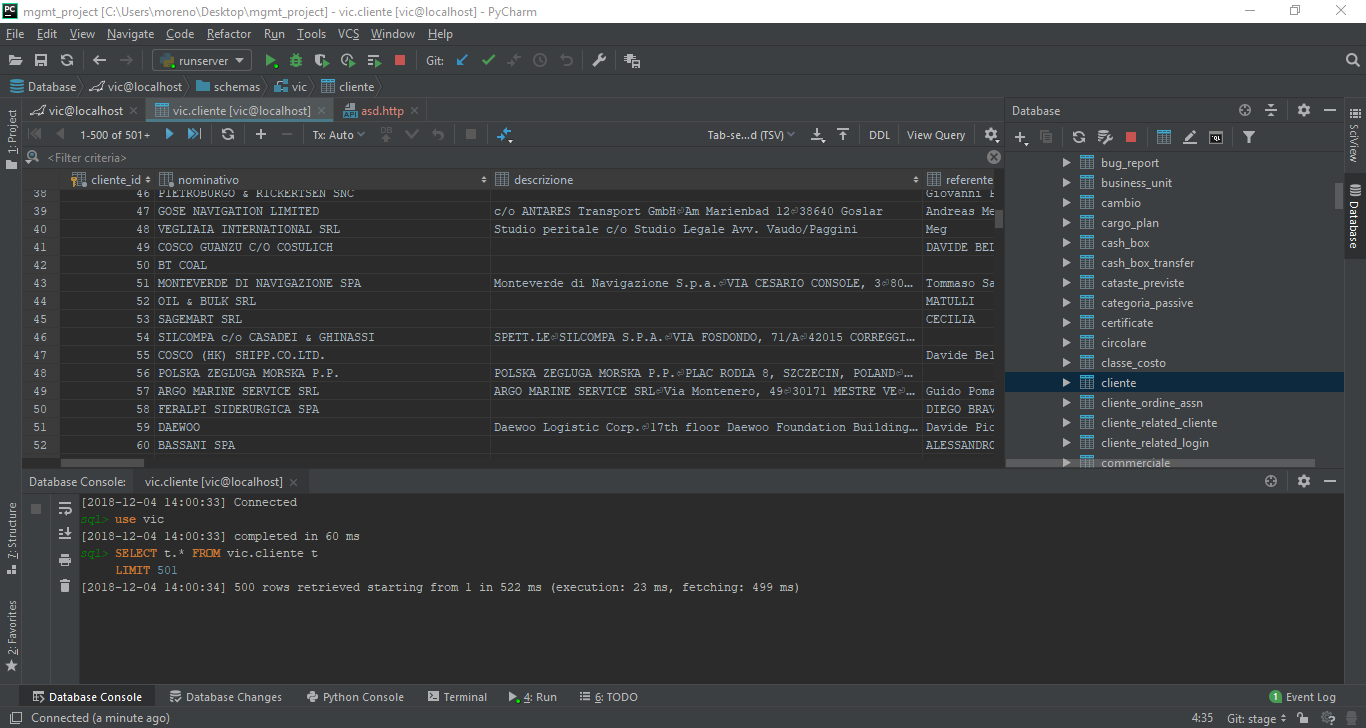 mgmt_project [C:\Users\moreno\Desktop\mgmt_project] - vic.cliente [vic@localhost] - PyCharm
File Edit View Navigate Code Refactor Run Tools VCS Window Help
runserver Git:
Database vic@localhost schemas vic cliente
vic@localhost vic.cliente [vic@localhost] asd.http
1-500 of 501+ Tx: Auto DB Tab-se...d (TSV) DDL View Query
<Filter criteria>
cliente_id nominativo descrizione referente
38 46 PIETROBURGO & RICKERTSEN SNC Giovanni
39 47 GOSE NAVIGATION LIMITED c/o ANTARES Transport GmbH⏎Am Marienbad 12⏎38640 Goslar Andreas Me
40 48 VEGLIAIA INTERNATIONAL SRL Studio peritale c/o Studio Legale Avv. Vaudo/Paggini Meg
41 49 COSCO GUANZU C/O COSULICH DAVIDE BEL
42 50 BT COAL
43 51 MONTEVERDE DI NAVIGAZIONE SPA Monteverde di Navigazione S.p.a.⏎VIA CESARIO CONSOLE, 3⏎80... Tommaso Sa
44 52 OIL & BULK SRL MATULLI
45 53 SAGEMART SRL CECILIA
46 54 SILCOMPA c/o CASADEI & GHINASSI SPETT.LE⏎SILCOMPA S.P.A.⏎VIA FOSDONDO, 71/A⏎42015 CORREGGI...
47 55 COSCO (HK) SHIPP.CO.LTD. Davide Bel
48 56 POLSKA ZEGLUGA MORSKA P.P. POLSKA ZEGLUGA MORSKA P.P.⏎PLAC RODLA 8, SZCZECIN, POLAND⏎...
49 57 ARGO MARINE SERVICE SRL ARGO MARINE SERVICE SRL⏎Via Montenero, 49⏎30171 MESTRE VE⏎... Guido Poma
50 58 FERALPI SIDERURGICA SPA DIEGO BRAV
51 59 DAEWOO Daewoo Logistic Corp.⏎17th floor Daewoo Foundation Building... Davide Pic
52 60 BASSANI SPA ALESSANDRO
Database
bug_report
business_unit
cambio
cargo_plan
cash_box
cash_box_transfer
cataste_previste
categoria_passive
certificate
circolare
classe_costo
cliente
cliente_ordine_assn
cliente_related_cliente
cliente_related_login
commerciale
1: Project
7: Structure
2: Favorites
SciView
Database
Database Console: vic.cliente [vic@localhost]
[2018-12-04 14:00:33] Connected
sql> use vic
[2018-12-04 14:00:33] completed in 60 ms
sql> SELECT t.* FROM vic.cliente t
LIMIT 501
[2018-12-04 14:00:34] 500 rows retrieved starting from 1 in 522 ms (execution: 23 ms, fetching: 499 ms)
Database Console Database Changes Python Console Terminal 4: Run 6: TODO 1 Event Log
Connected (a minute ago) 4:35 Git: stage